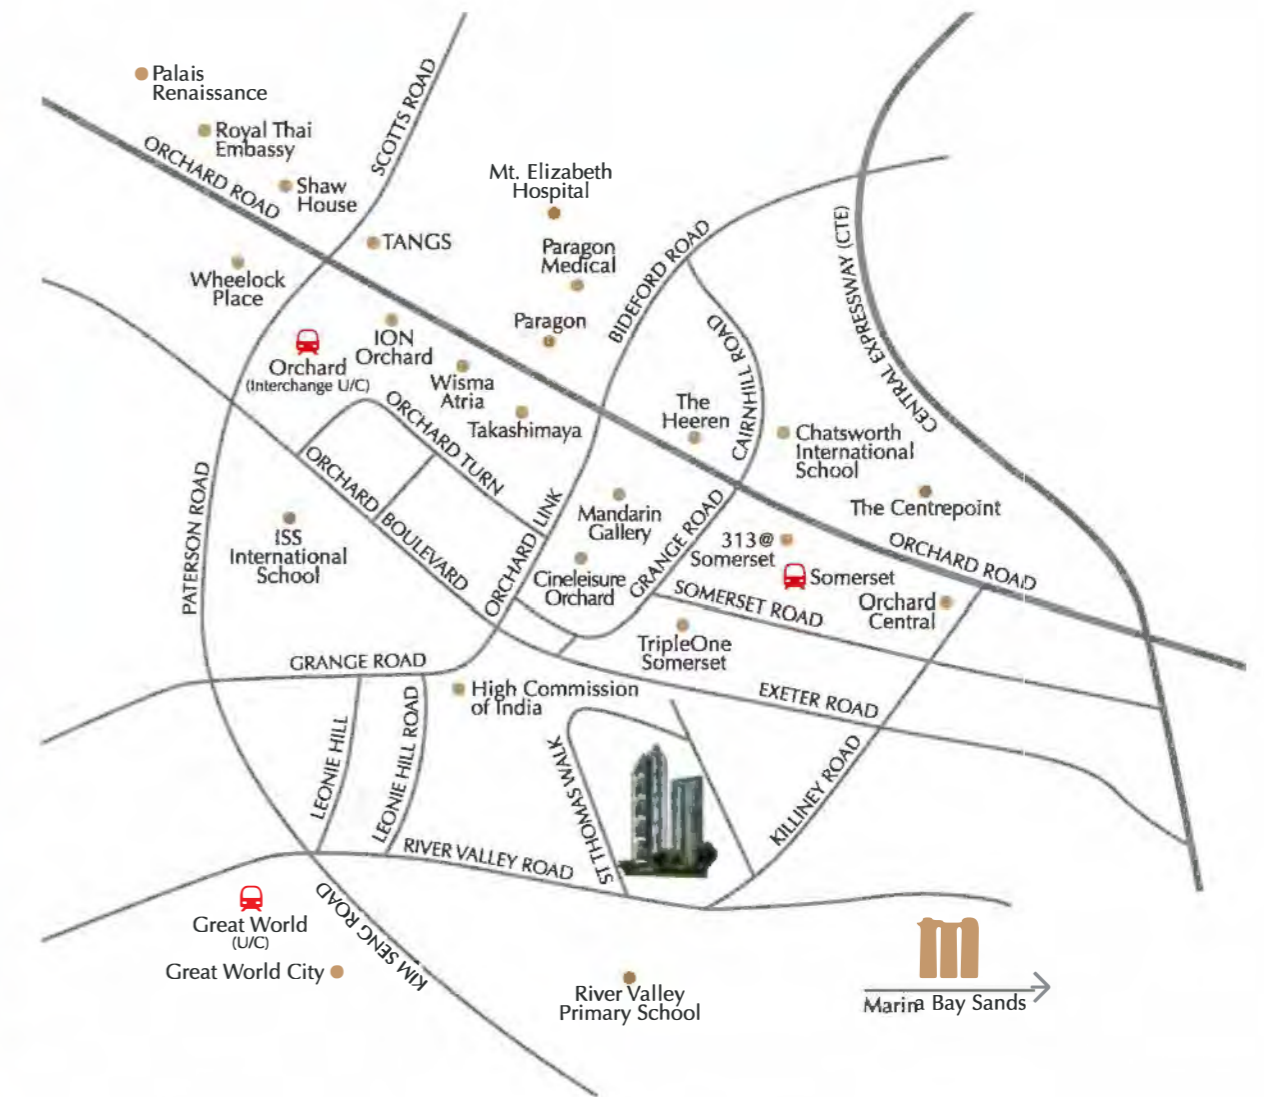 Palais
Renaissance
Royal Thai
Embassy
ORCHARD ROAD
Shaw
House
SCOTTS ROAD
TANGS
Wheelock
Place
Mt. Elizabeth
Hospital
Paragon
Medical
Paragon
BIDEFORD ROAD
CENTRAL EXPRESSWAY (CTE)
CAIRNHILL ROAD
Orchard
(Interchange U/C)
ION
Orchard
Wisma
Atria
Takashimaya
The
Heeren
Chatsworth
International
School
The Centrepoint
ORCHARD TURN
ORCHARD BOULEVARD
ORCHARD LINK
PATERSON ROAD
ISS
International
School
Mandarin
Gallery
Cineleisure
Orchard
GRANGE ROAD
313@
Somerset
Somerset
ORCHARD ROAD
Orchard
Central
SOMERSET ROAD
TripleOne
Somerset
GRANGE ROAD
High Commission
of India
EXETER ROAD
LEONIE HILL
LEONIE HILL ROAD
ST THOMAS WALK
KILLINEY ROAD
RIVER VALLEY ROAD
Great World
(U/C)
Great World City
KIM SENG ROAD
River Valley
Primary School
Marina Bay Sands